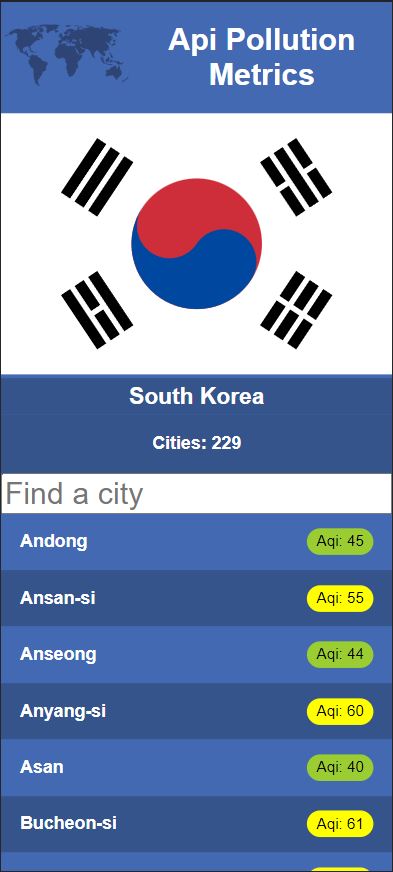 Api Pollution
Metrics
South Korea
Cities: 229
Find a city
Andong Aqi: 45
Ansan-si Aqi: 55
Anseong Aqi: 44
Anyang-si Aqi: 60
Asan Aqi: 40
Bucheon-si Aqi: 61